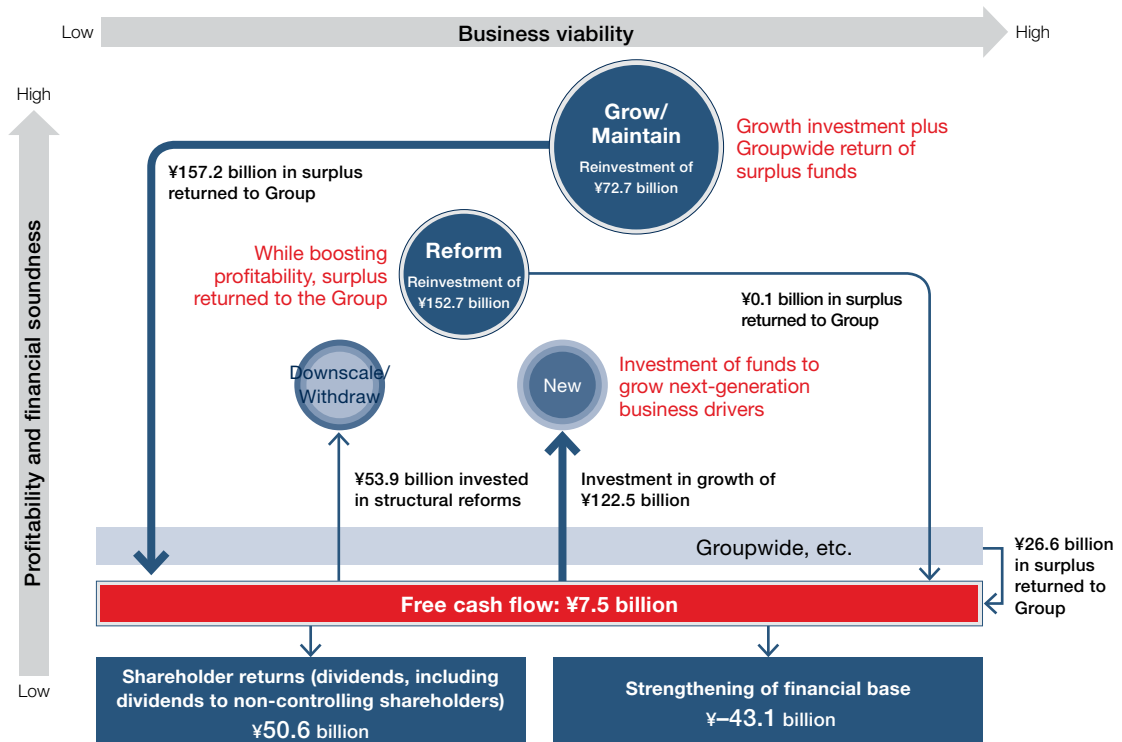 Low
Business viability
High
High
Profitability and financial soundness
Low
Grow/
Maintain
Reinvestment of
¥72.7 billion
Growth investment plus
Groupwide return of
surplus funds
¥157.2 billion in surplus
returned to Group
While boosting
profitability, surplus
returned to the Group
Reform
Reinvestment of
¥152.7 billion
¥0.1 billion in surplus
returned to Group
Downscale/
Withdraw
New
Investment of funds to
grow next-generation
business drivers
¥53.9 billion invested
in structural reforms
Investment in growth of
¥122.5 billion
Groupwide, etc.
¥26.6 billion
in surplus
returned to
Group
Free cash flow: ¥7.5 billion
Shareholder returns (dividends, including
dividends to non-controlling shareholders)
¥50.6 billion
Strengthening of financial base
¥–43.1 billion